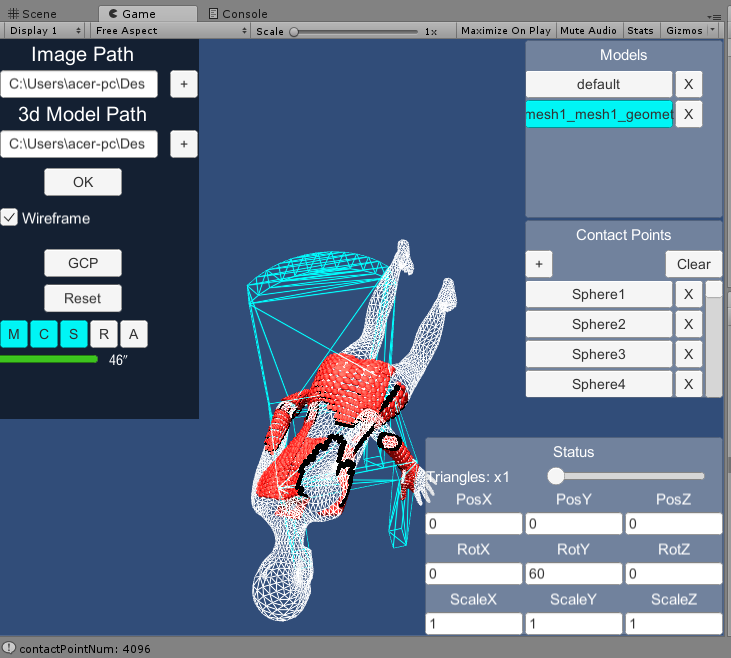 Scene Game Console
Display 1 Free Aspect Scale 1x Maximize On Play Mute Audio Stats Gizmos
Image Path
C:\Users\acer-pc\Des +
3d Model Path
C:\Users\acer-pc\Des +
OK
Wireframe
GCP
Reset
M C S R A
46"
Models
default X
mesh1_mesh1_geomet X
Contact Points
+ Clear
Sphere1 X
Sphere2 X
Sphere3 X
Sphere4 X
Status
Triangles: x1
PosX PosY PosZ
0 0 0
RotX RotY RotZ
0 60 0
ScaleX ScaleY ScaleZ
1 1 1
contactPointNum: 4096